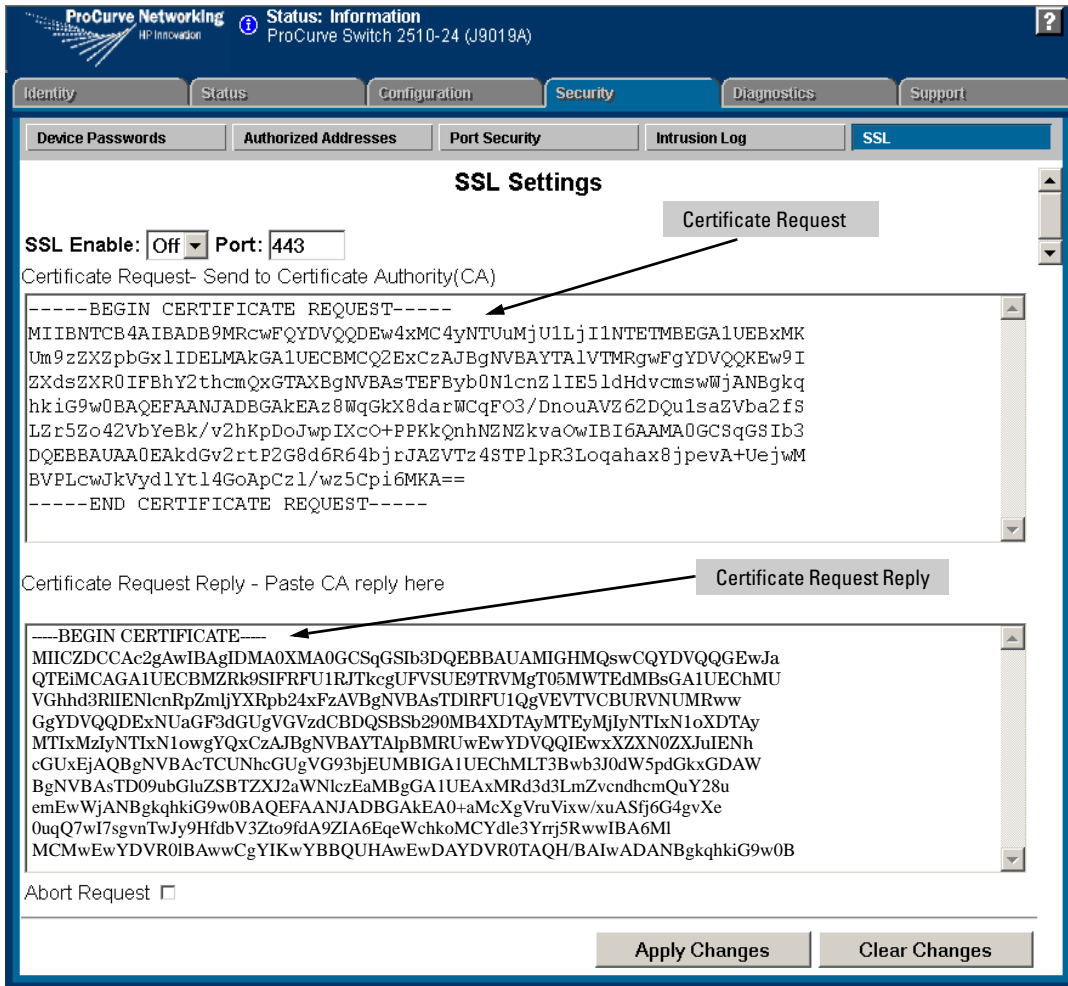 ProCurve Networking
HP Innovation
Status: Information
ProCurve Switch 2510-24 (J9019A)
?
Identity Status Configuration Security Diagnostics Support
Device Passwords Authorized Addresses Port Security Intrusion Log SSL
SSL Settings
Certificate Request
SSL Enable: Off Port: 443
Certificate Request- Send to Certificate Authority(CA)
-----BEGIN CERTIFICATE REQUEST-----
MIIBNTCB4AIBADB9MRcwFQYDVQQDEw4xMC4yNTUuMjU1LjI1NTETMBEGA1UEBxMK
Um9zZXZpbGxlIDELMAkGA1UECBMCQ2ExCzAJBgNVBAYTAlVTMRgwFgYDVQQKEw9I
ZXdsZXR0IFBhY2thcmQxGTAXBgNVBAsTEFByb0N1cnZlIE5ldHdvcmswWjANBgkq
hkiG9w0BAQEFAANJADBGAkEAz8WqGkX8darWCqFO3/DnouAVZ62DQu1saZVba2fS
LZr5Zo42VbYeBk/v2hKpDoJwpIXcO+PPKkQnhNZNZkvaOwIBI6AAMA0GCSqGSIb3
DQEBBAUAA0EAkdGv2rtP2G8d6R64bjrJAZVTz4STPlpR3Loqahax8jpevA+UejwM
BVPLcwJkVydlYtl4GoApCzl/wz5Cpi6MKA==
-----END CERTIFICATE REQUEST-----
Certificate Request Reply - Paste CA reply here
Certificate Request Reply
-----BEGIN CERTIFICATE-----
MIICZDCCAc2gAwIBAgIDMA0XMA0GCSqGSIb3DQEBBAUAMIGHMQswCQYDVQQGEwJa
QTEiMCAGA1UECBMZRk9SIFRFU1RJTkcgUFVSUE9TRVMgT05MWTEdMBsGA1UEChMU
VGhhd3RlIENlcnRpZmljYXRpb24xFzAVBgNVBAsTDlRFU1QgVEVTVCBURVNUMRww
GgYDVQQDExNUaGF3dGUgVGVzdCBDQSBSb290MB4XDTAyMTEyMjIyNTIxN1oXDTAy
MTIxMzIyNTIxN1owgYQxCzAJBgNVBAYTAlpBMRUwEwYDVQQIEwxXZXN0ZXJuIENh
cGUxEjAQBgNVBAcTCUNhcGUgVG93bjEUMBIGA1UEChMLT3Bwb3J0dW5pdGkxGDAW
BgNVBAsTD09ubGluZSBTZXJ2aWNlczEaMBgGA1UEAxMRd3d3LmZvcndhcmQuY28u
emEwWjANBgkqhkiG9w0BAQEFAANJADBGAkEA0+aMcXgVruVixw/xuASfj6G4gvXe
0uqQ7wI7sgvnTwJy9HfdbV3Zto9fdA9ZIA6EqeWchkoMCYdle3Yrrj5RwwIBA6Ml
MCMwEwYDVR0lBAwwCgYIKwYBBQUHAwEwDAYDVR0TAQH/BAIwADANBgkqhkiG9w0B
Abort Request
Apply Changes Clear Changes